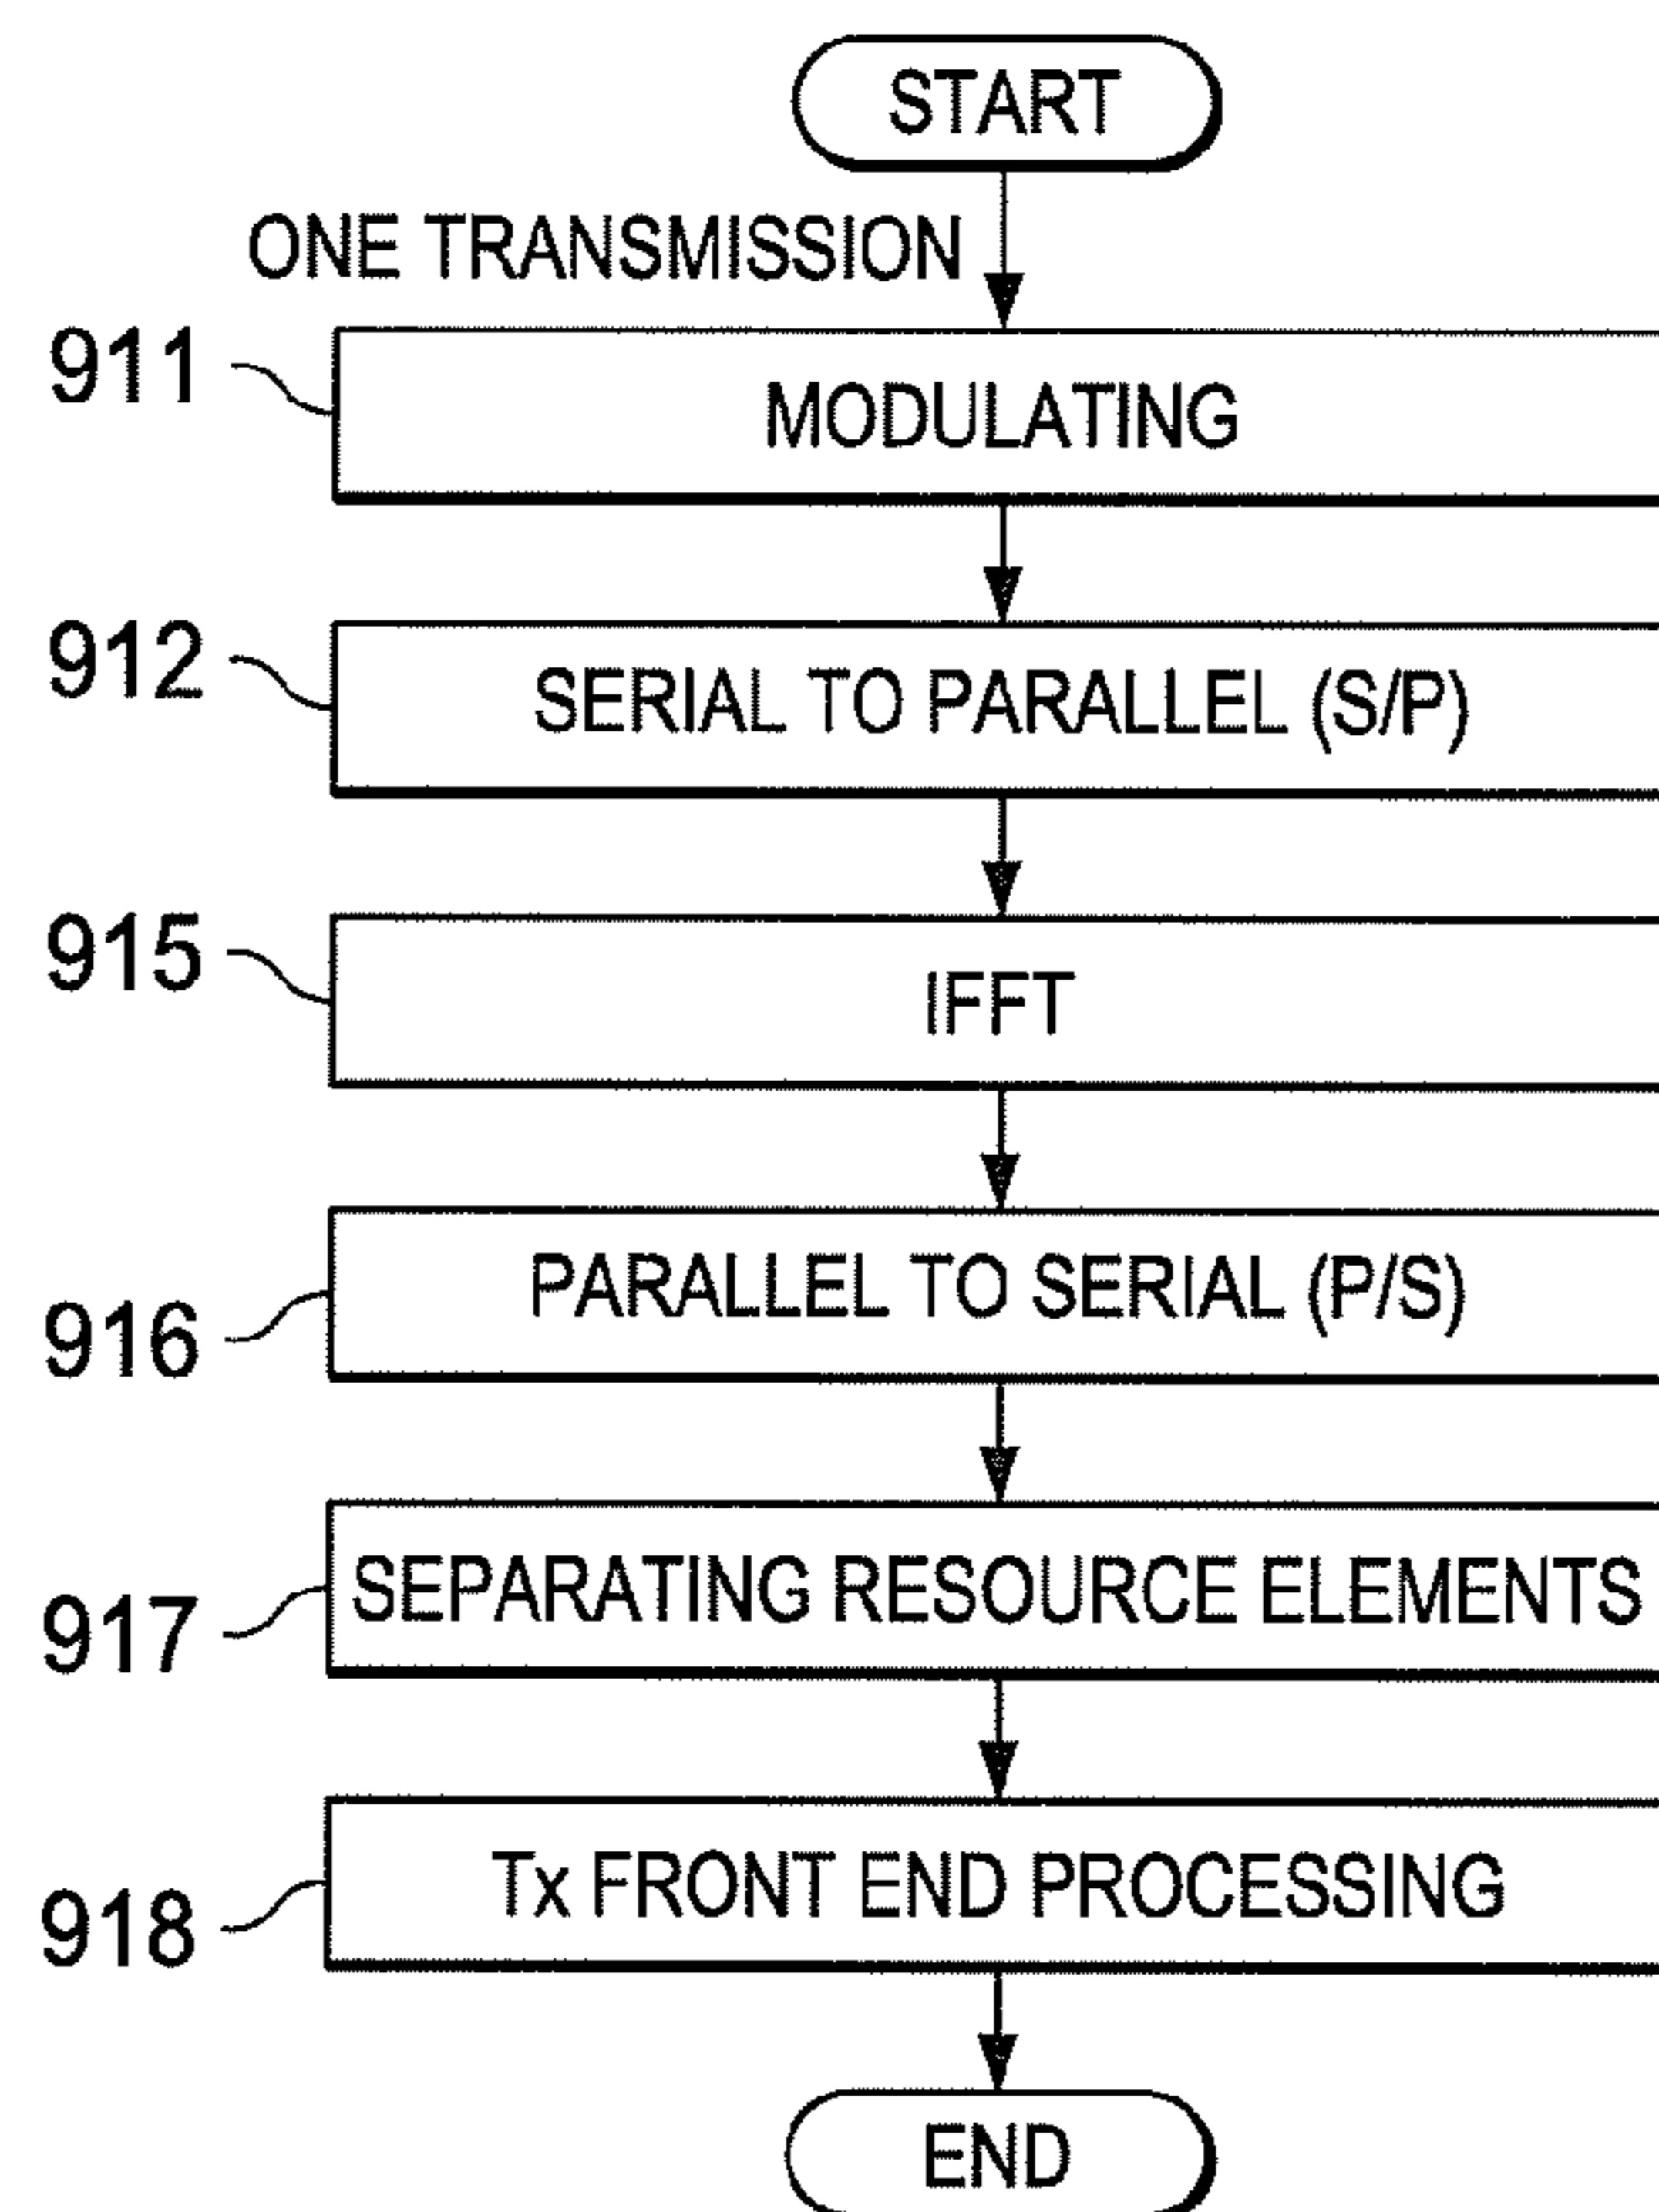 START
ONE TRANSMISSION
911
MODULATING
912
SERIAL TO PARALLEL (S/P)
915
IFFT
916
PARALLEL TO SERIAL (P/S)
917
SEPARATING RESOURCE ELEMENTS
918
Tx FRONT END PROCESSING
END